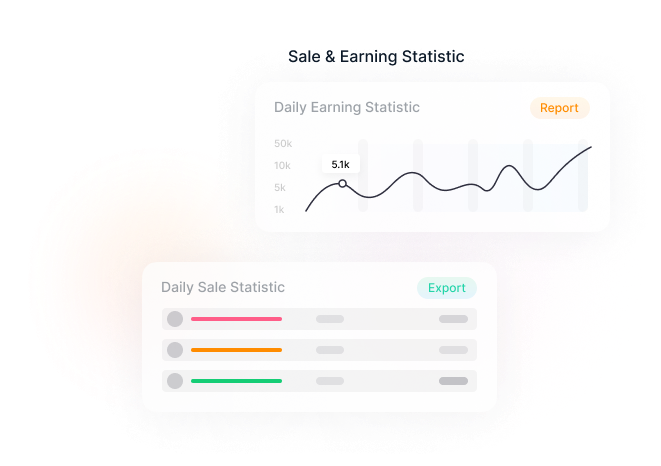 Sale & Earning Statistic
Daily Earning Statistic
Report
50k
10k
5.1k
5k
1k
Daily Sale Statistic
Export